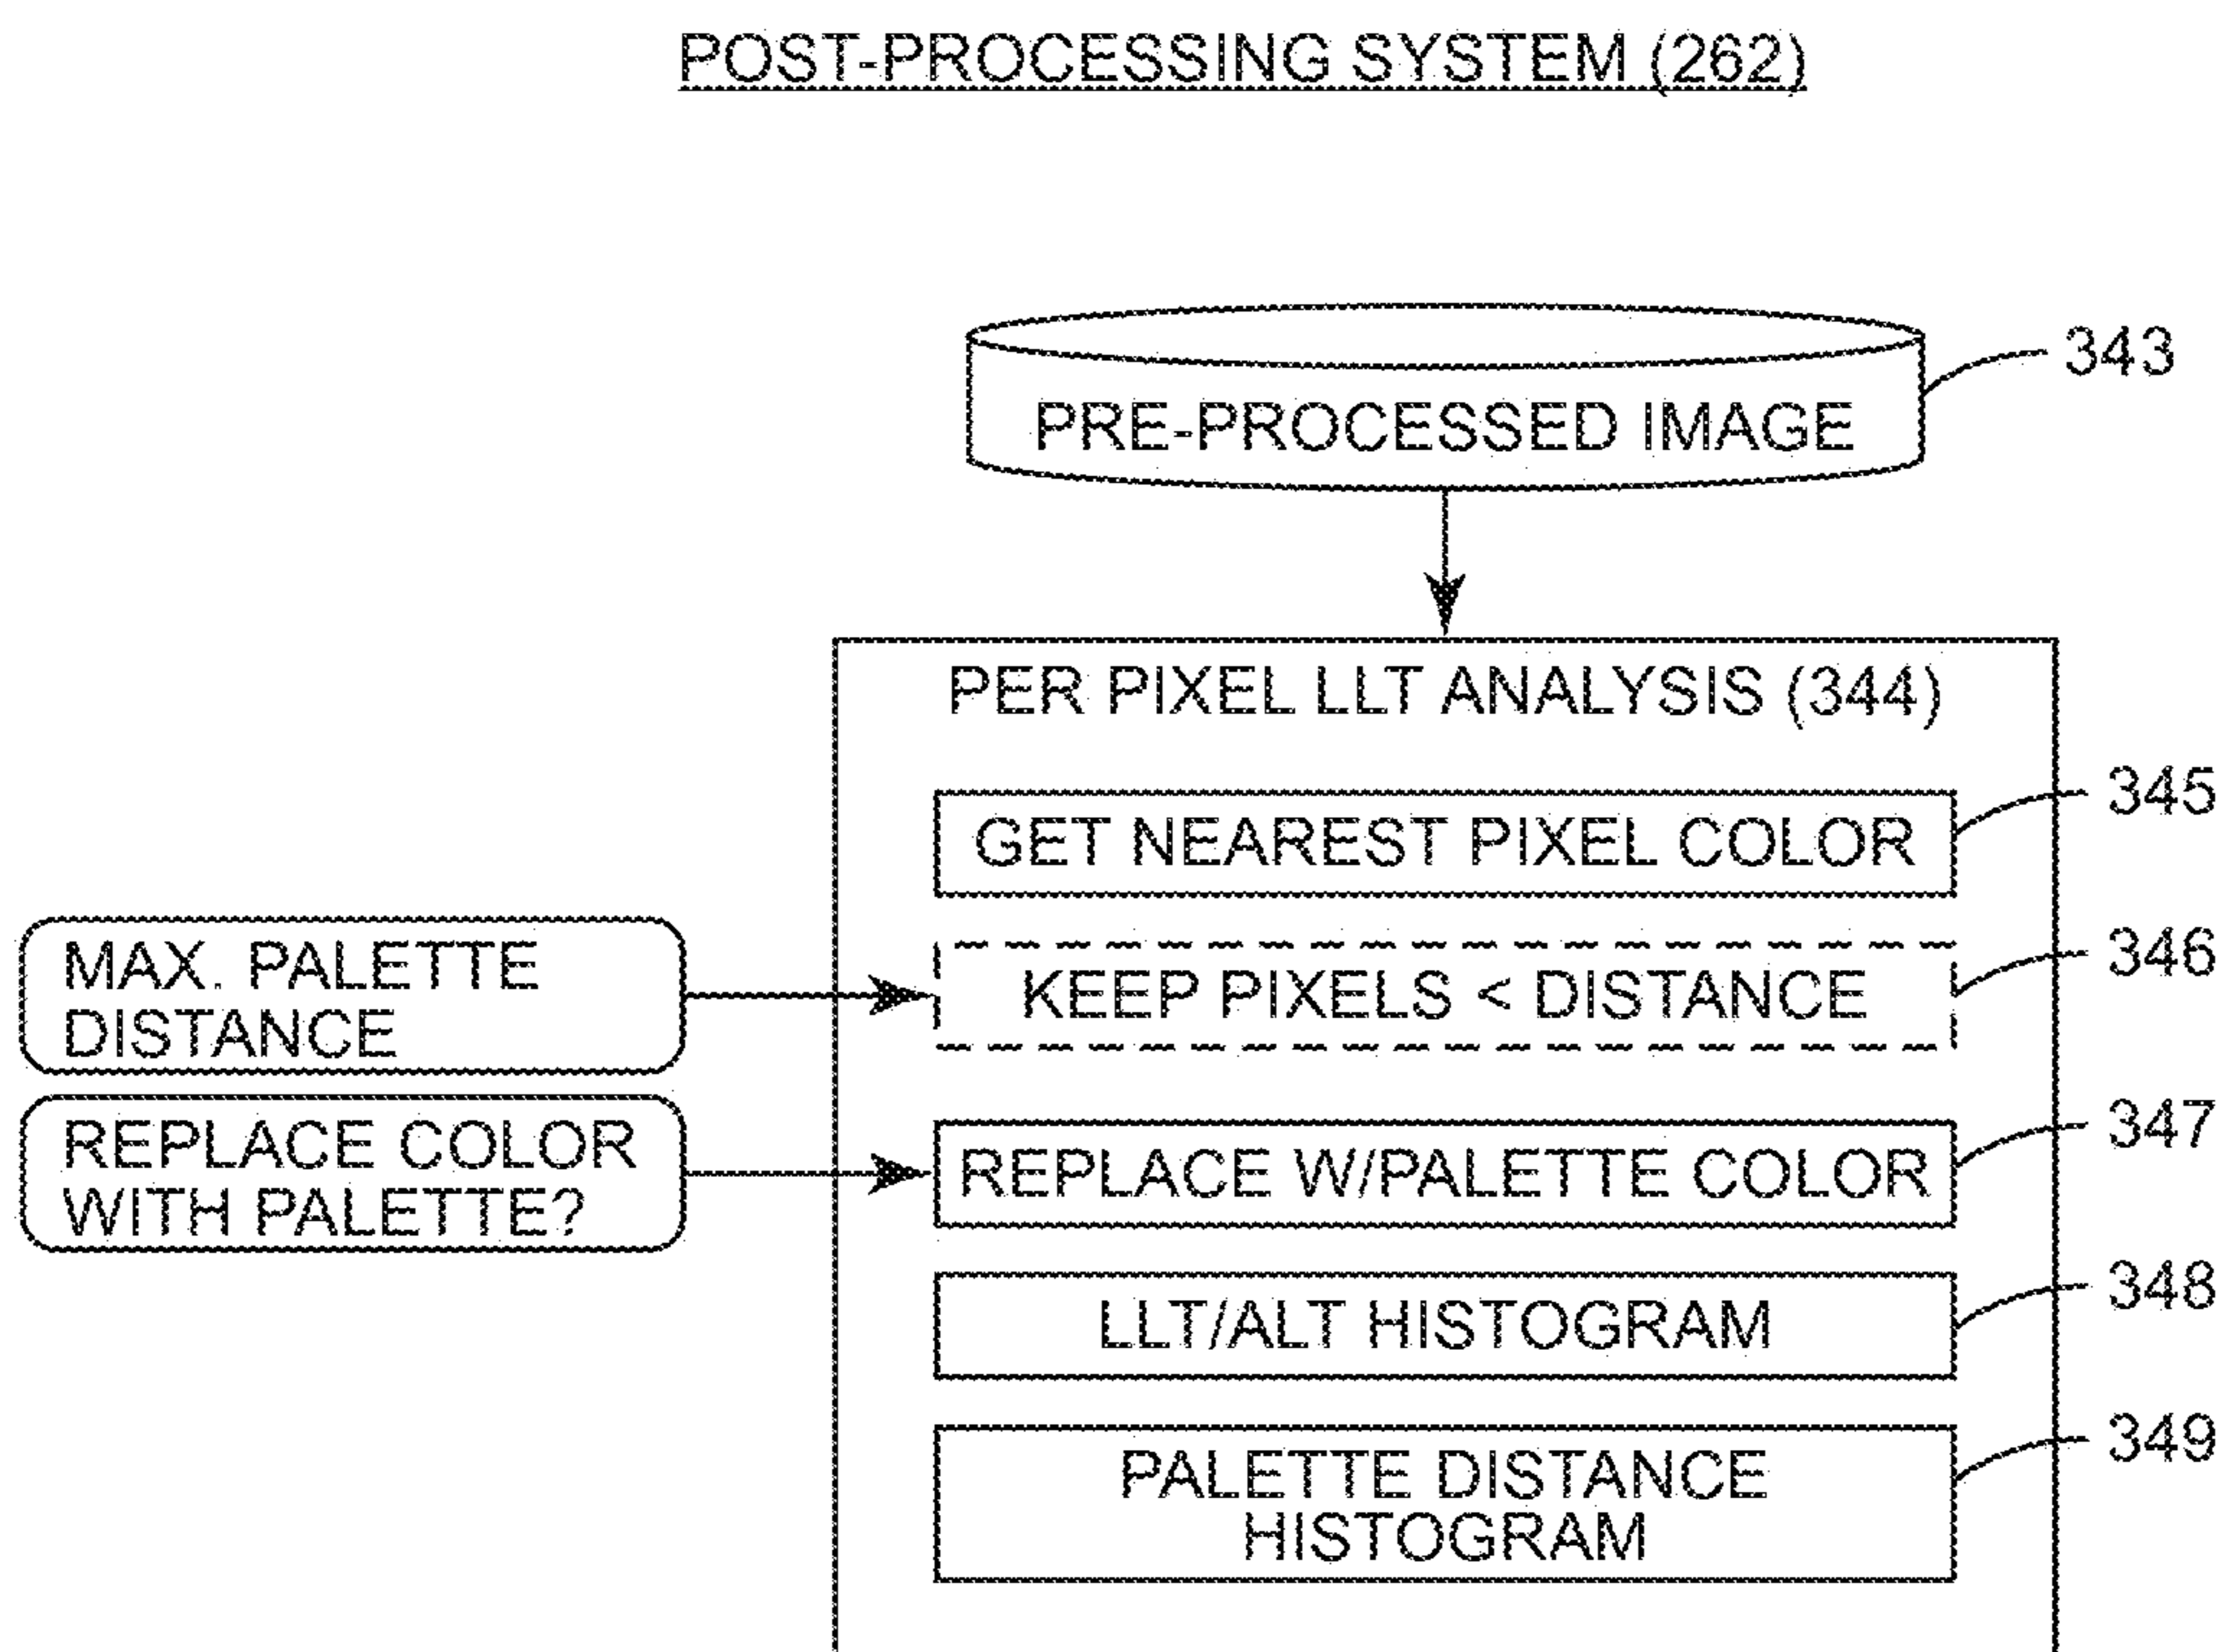 POST-PROCESSING SYSTEM (262)
PRE-PROCESSED IMAGE
343
PER PIXEL LLT ANALYSIS (344)
GET NEAREST PIXEL COLOR
345
MAX. PALETTE
DISTANCE
KEEP PIXELS < DISTANCE
346
REPLACE COLOR
WITH PALETTE?
REPLACE W/PALETTE COLOR
347
LLT/ALT HISTOGRAM
348
PALETTE DISTANCE
HISTOGRAM
349